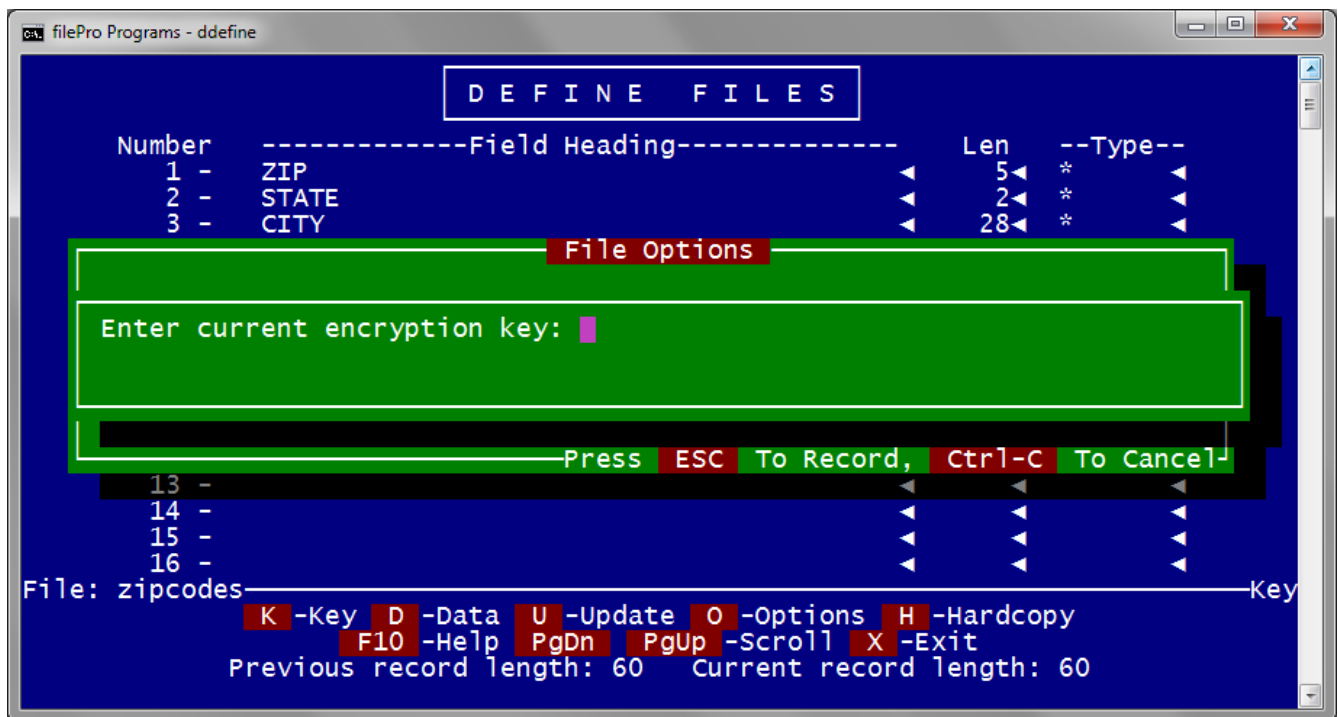 filePro Programs - ddefine
D E F I N E   F I L E S
Number -------------Field Heading-------------- Len --Type--
1 - ZIP ◄ 5◄ * ◄
2 - STATE ◄ 2◄ * ◄
3 - CITY ◄ 28◄ * ◄
File Options
Enter current encryption key:
Press ESC To Record, Ctrl-C To Cancel
13 - ◄ ◄ ◄
14 - ◄ ◄ ◄
15 - ◄ ◄ ◄
16 - ◄ ◄ ◄
File: zipcodes Key
K -Key D -Data U -Update O -Options H -Hardcopy
F10 -Help PgDn PgUp -Scroll X -Exit
Previous record length: 60 Current record length: 60